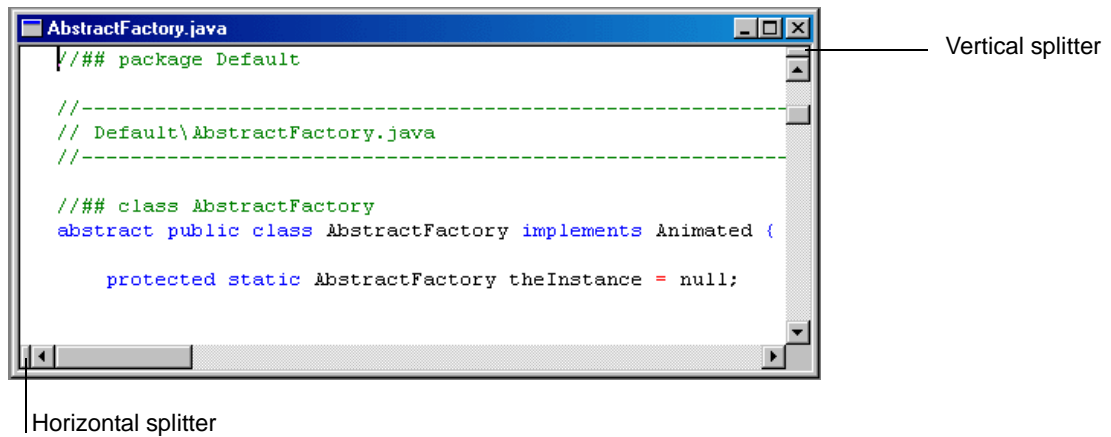 AbstractFactory.java
//## package Default
Vertical splitter
//----------------------------------------------------------
// Default\AbstractFactory.java
//----------------------------------------------------------
//## class AbstractFactory
abstract public class AbstractFactory implements Animated {
protected static AbstractFactory theInstance = null;
Horizontal splitter